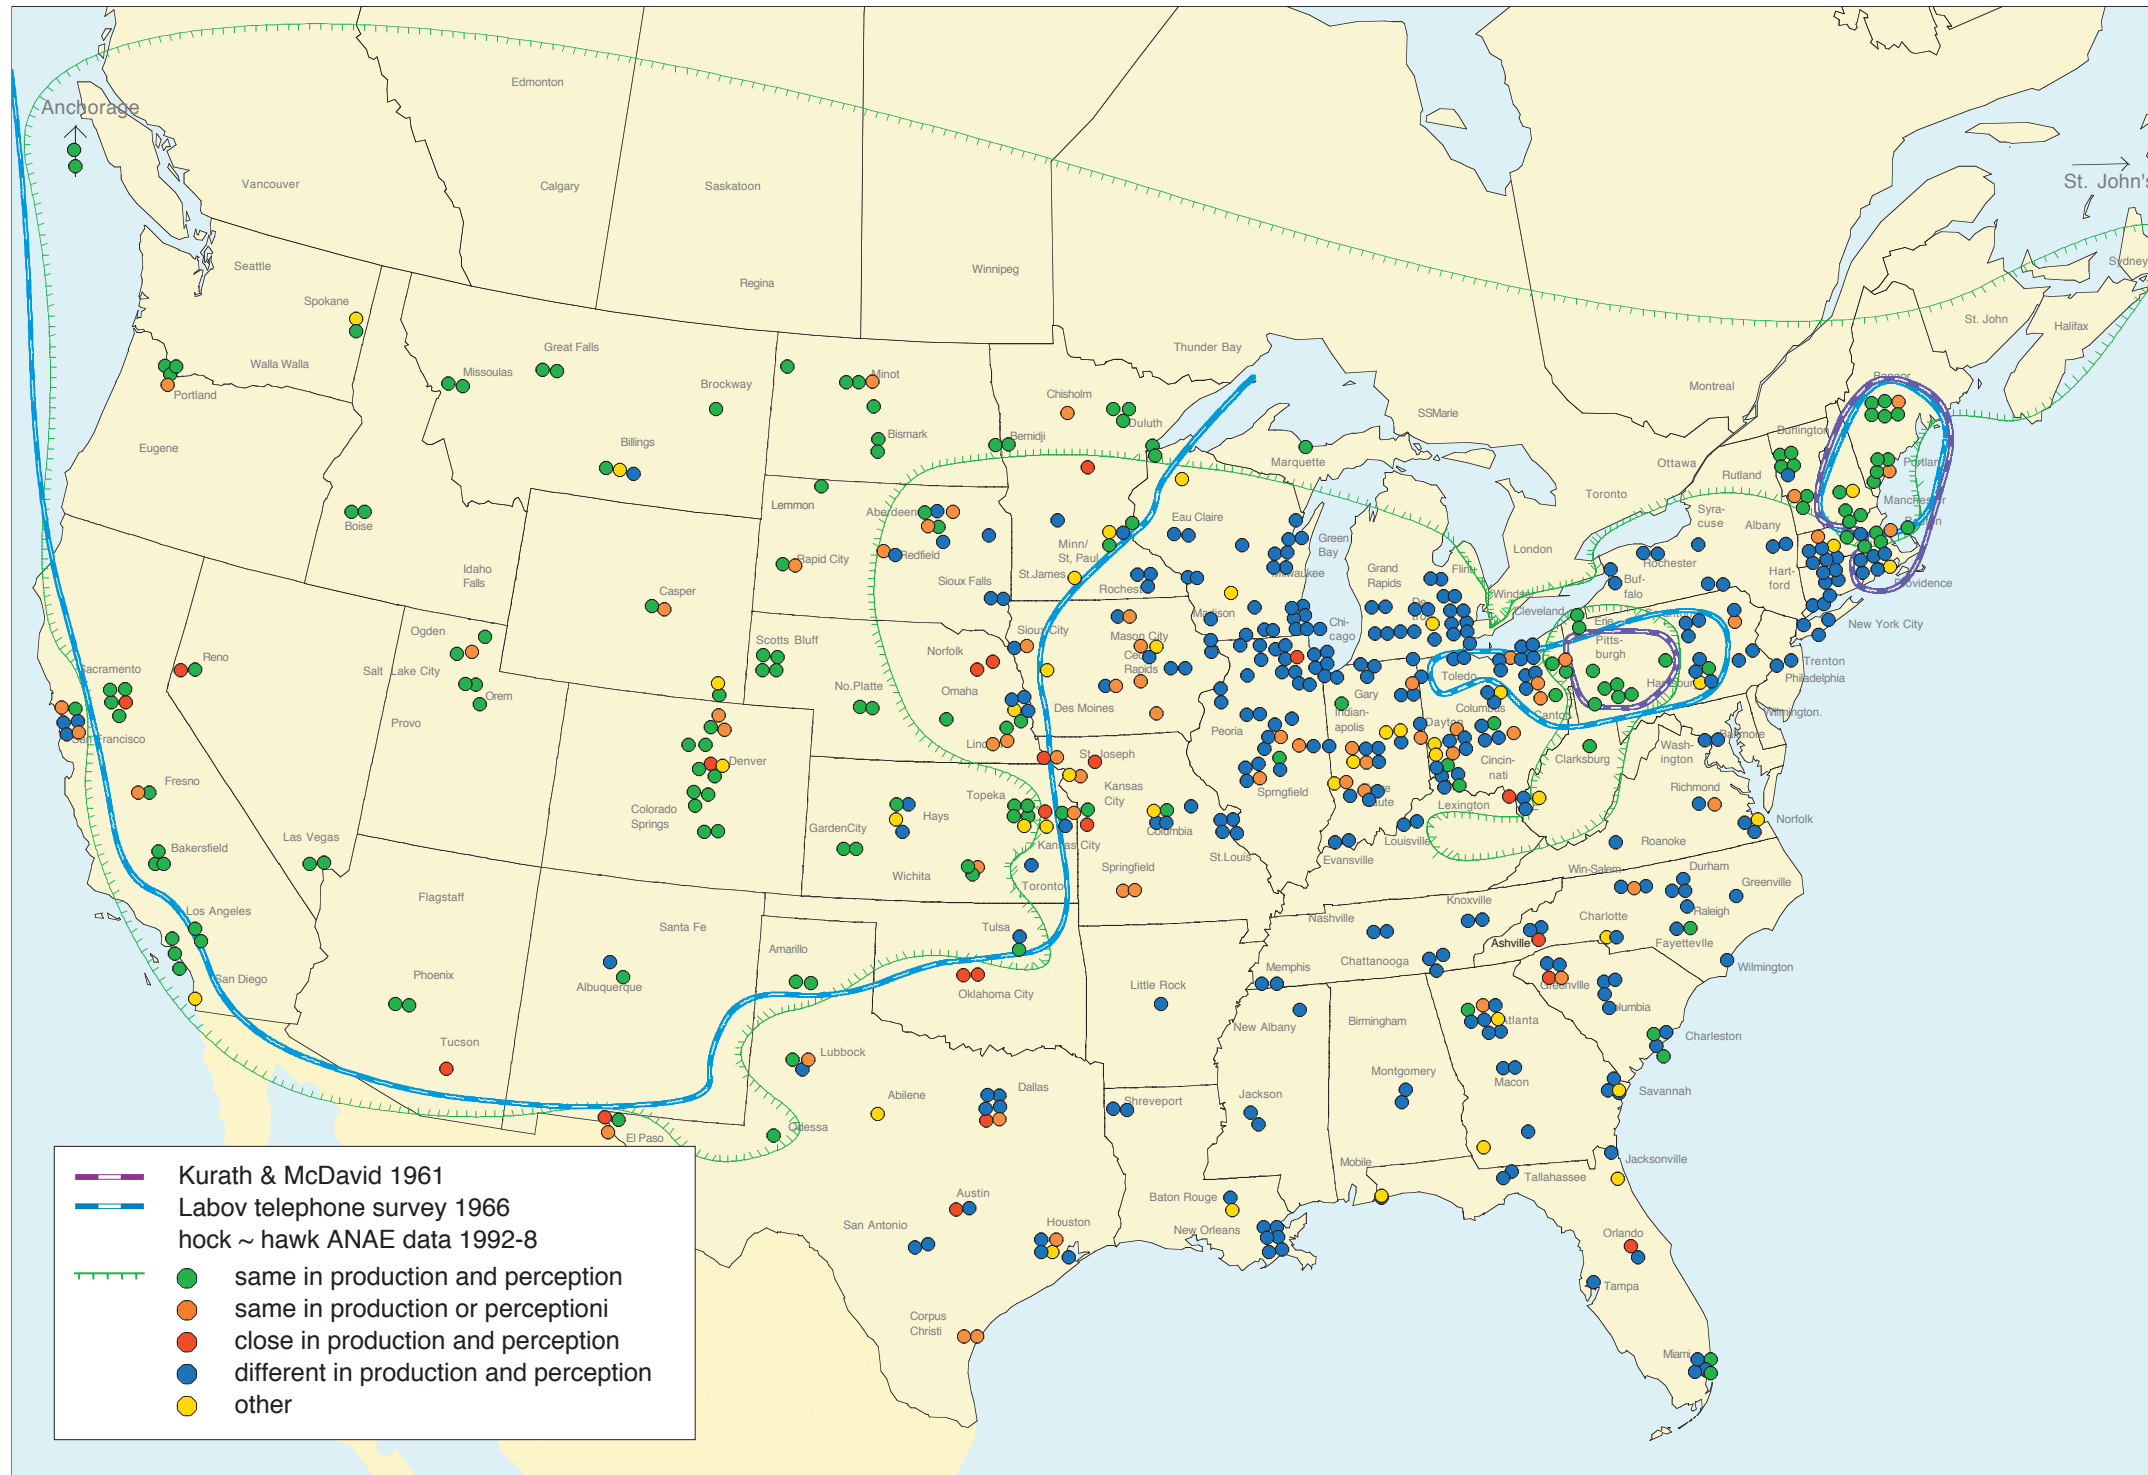 Edmonton
Anchorage
Vancouver
Calgary
Saskatoon
St. John's
Seattle
Winnipeg
Sydney
Regina
Spokane
St. John
Halifax
Great Falls
Thunder Bay
Walla Walla
Missoulas
Minot
Brockway
Montreal
Bangor
Portland
Chisholm
SSMarie
Duluth
Bismark
Bemidji
Eugene
Billings
Marquette
Ottawa
Rutland
Portlan
Toronto
Lemmon
Aberdeen
Eau Claire
Syra-
cuse
Manchester
Albany
Boise
Green
Bay
Minn/
St, Paul
London
Redfield
Rapid City
Rochester
Idaho
Falls
Sioux Falls
St.James
Grand
Rapids
Flint
Buf-
falo
Hart-
ford
Providence
Casper
Madison
Cleveland
Erie
New York City
Ogden
Scotts Bluff
Sioux City
Mason City
Chi-
cago
Pitts-
burgh
Reno
Sacramento
Salt Lake City
Norfolk
Rapids
Trenton
Philadelphia
Orem
No.Platte
Omaha
Gary
Toledo
Provo
Des Moines
Indian-
apolis
Columbus
Canton
Wilmington.
San Francisco
Peoria
Dayton
Wash-
ington
Baltimore
Denver
St. Joseph
Cincin-
nati
Clarksburg
Fresno
Kansas
City
Topeka
Sprngfield
Richmond
Colorado
Springs
Hays
Lexington
Norfolk
Las Vegas
GardenCity
Columbia
Bakersfield
Kansas City
St.Louis
Evansville
Louisville
Roanoke
Wichita
Springfield
Win-Salem
Durham
Toronto
Greenville
Flagstaff
Knoxville
Los Angeles
Santa Fe
Tulsa
Nashville
Charlotte
Raleigh
Amarillo
Ashville
Fayettevlle
San Diego
Phoenix
Albuquerque
Oklahoma City
Chattanooga
Memphis
Wilmington
Little Rock
Greenvllle
Columbia
New Albany
Birmingham
Atlanta
Charleston
Tucson
Lubbock
Montgomery
Macon
Dallas
Abilene
Shreveport
Jackson
Savannah
Odessa
El Paso
Mobile
Jacksonville
Tallahassee
Austin
Baton Rouge
San Antonio
Houston
New Orleans
Orlando
Tampa
Corpus
Christi
Miami
Kurath & McDavid 1961
Labov telephone survey 1966
hock ~ hawk ANAE data 1992-8
same in production and perception
same in production or perceptioni
close in production and perception
different in production and perception
other